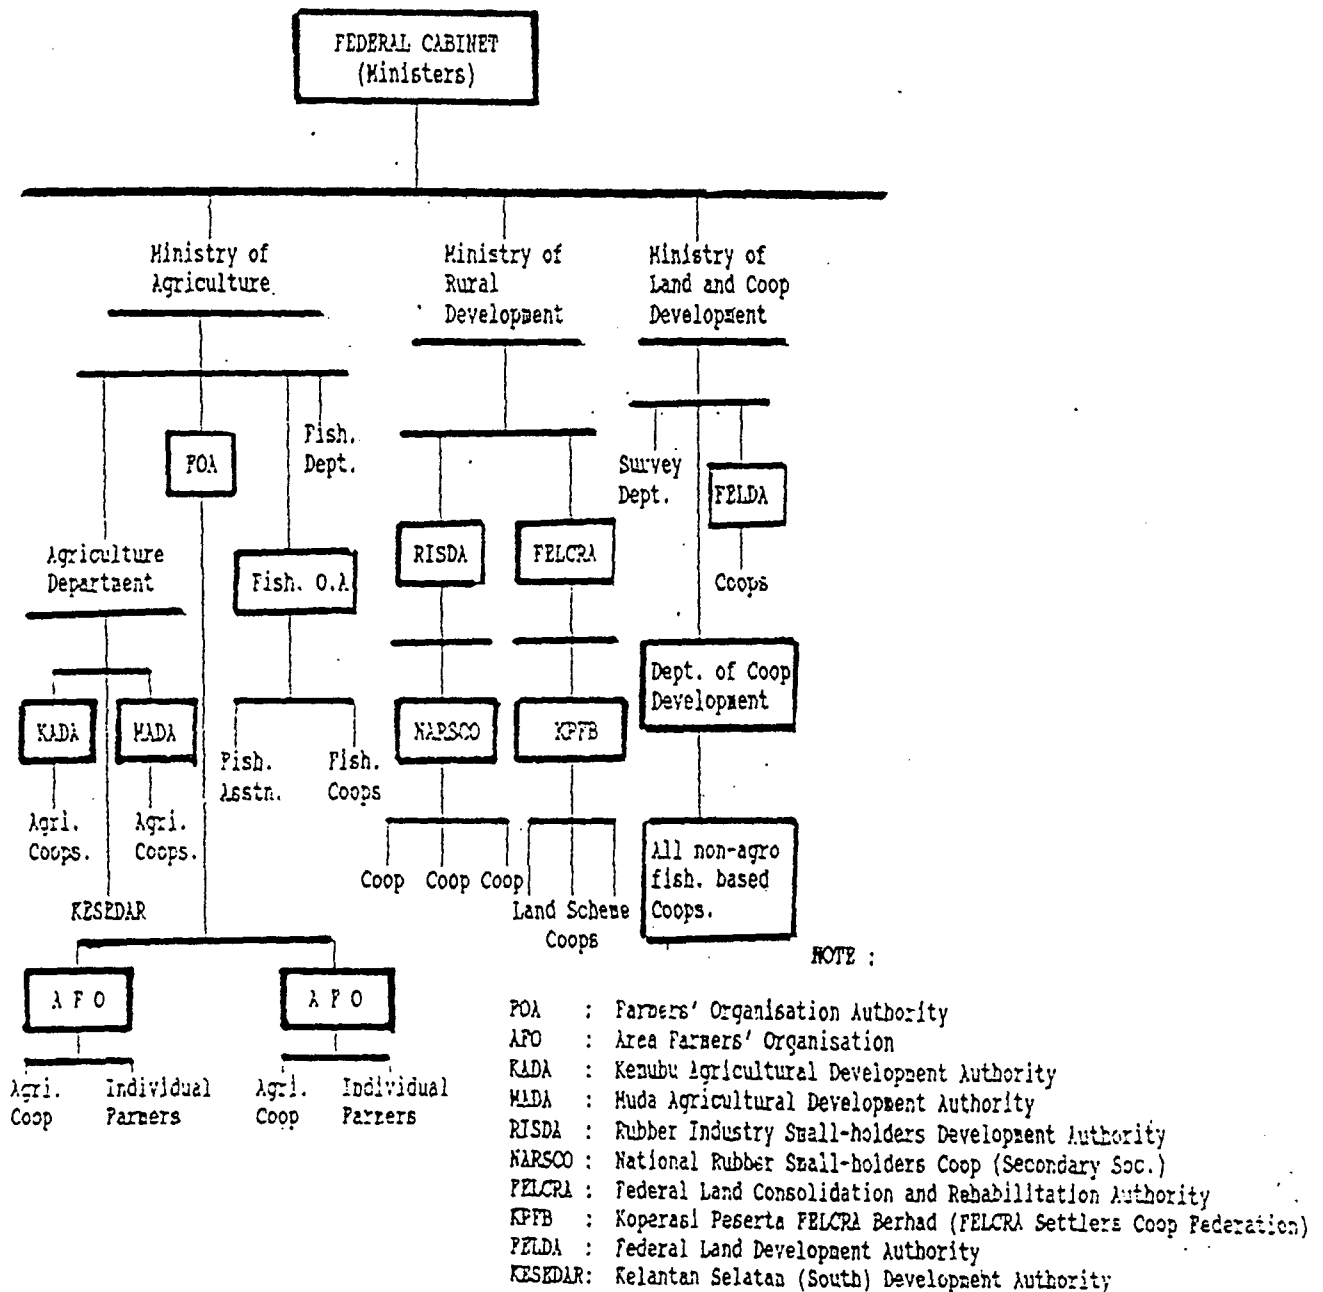 FEDERAL CABINET
(Ministers)
Ministry of
Agriculture
Ministry of
Rural
Development
Ministry of
Land and Coop
Development
Fish.
Dept.
FOA
Survey
Dept.
FELDA
Coops
Agriculture
Department
Fish. O.A
RISDA
FELCRA
Dept. of Coop
Development
KADA
MADA
Fish.
Asstn.
Fish.
Coops
NARSCO
KPFB
Agri.
Coops.
Agri.
Coops.
Coop Coop Coop
Land Scheme
Coops
All non-agro
fish. based
Coops.
KESEDAR
A F O
A F O
Agri.
Coop
Individual
Farmers
Agri.
Coop
Individual
Farmers
NOTE :
FOA : Farmers' Organisation Authority
AFO : Area Farmers' Organisation
KADA : Kemubu Agricultural Development Authority
MADA : Muda Agricultural Development Authority
RISDA : Rubber Industry Small-holders Development Authority
NARSCO : National Rubber Small-holders Coop (Secondary Soc.)
FELCRA : Federal Land Consolidation and Rehabilitation Authority
KPFB : Koperasi Peserta FELCRA Berhad (FELCRA Settlers Coop Federation)
FELDA : Federal Land Development Authority
KESEDAR: Kelantan Selatan (South) Development Authority